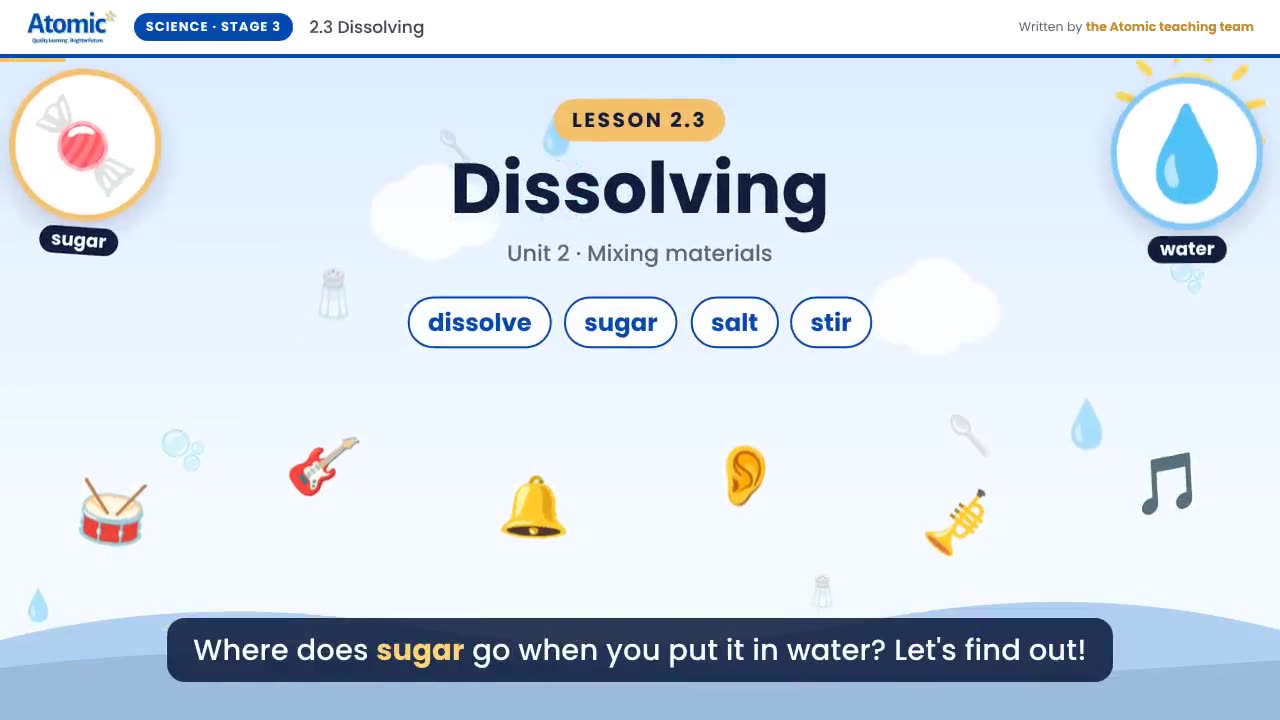 Atomic
Quality Learning · Brighter Future
SCIENCE · STAGE 3
2.3 Dissolving
Written by the Atomic teaching team
LESSON 2.3
Dissolving
Unit 2 · Mixing materials
dissolve
sugar
salt
stir
sugar
water
Where does sugar go when you put it in water? Let's find out!